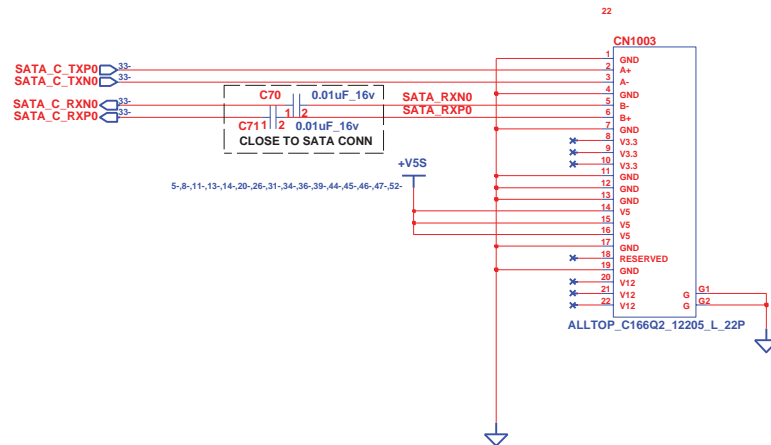 22
CN1003
SATA_C_TXP0 33- 1 GND
SATA_C_TXN0 33- 2 A+
3 A-
4 GND
SATA_C_RXN0 33- C70 0.01uF_16v SATA_RXN0 5 B-
SATA_C_RXP0 33- 1 2 SATA_RXP0 6 B+
C71 1 2 0.01uF_16v 7 GND
CLOSE TO SATA CONN 8 V3.3
9 V3.3
+V5S 10 V3.3
11 GND
5-,8-,11-,13-,14-,20-,26-,31-,34-,36-,39-,44-,45-,46-,47-,52- 12 GND
13 GND
14 V5
15 V5
16 V5
17 GND
18 RESERVED
19 GND
20 V12
21 V12 G G1
22 V12 G G2
ALLTOP_C166Q2_12205_L_22P